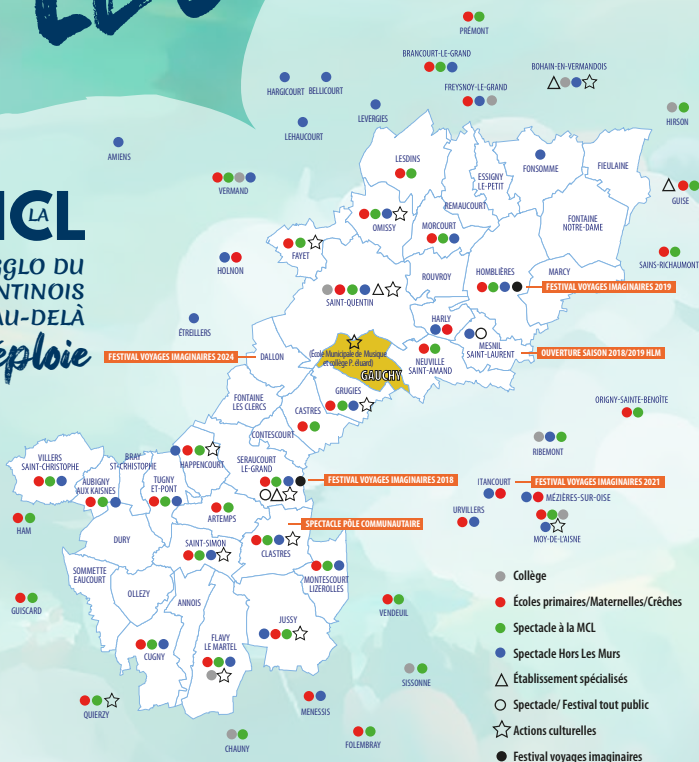 PRÉMONT
BRANCOURT-LE-GRAND
BOHAIN-EN-VERMANDOIS
HARGICOURT
BELLICOURT
FREYSNOY-LE-GRAND
LEVERGIES
HIRSON
LEHAUCOURT
AMIENS
LESDINS
FONSOMME
FIEULAINE
ESSIGNY
LE-PETIT
VERMAND
REMAUCOURT
GUISE
LA
MCL
OMISSY
MORCOURT
FONTAINE
NOTRE-DAME
FAYET
GGLO DU
HOLNON
ROUVROY
HOMBLIÈRES
MARCY
SAINS-RICHAUMONT
NTINOIS
FESTIVAL VOYAGES IMAGINAIRES 2019
SAINT-QUENTIN
AU-DELÀ
ÉTREILLERS
HARLY
éploie
FESTIVAL VOYAGES IMAGINAIRES 2024
DALLON
(École Municipale de Musique
et collège P. éluard)
GAUCHY
NEUVILLE
SAINT-AMAND
MESNIL
SAINT-LAURENT
OUVERTURE SAISON 2018/2019 HLM
GRUGIES
FONTAINE
LES CLERCS
CASTRES
ORIGNY-SAINTE-BENOÎTE
CONTESCOURT
RIBEMONT
VILLERS
SAINT-CHRISTOPHE
BRAY
ST-CRHISTOPHE
HAPPENCOURT
SERAUCOURT
LE-GRAND
AUBIGNY
AUX KAISNES
TUGNY
ET-PONT
FESTIVAL VOYAGES IMAGINAIRES 2018
ITANCOURT
FESTIVAL VOYAGES IMAGINAIRES 2021
MÉZIÈRES-SUR-OISE
URVILLERS
ARTEMPS
SPECTACLE PÔLE COMMUNAUTAIRE
HAM
DURY
SAINT-SIMON
CLASTRES
MOY-DE-L'AISNE
SOMMETTE
EAUCOURT
MONTESCOURT
LIZEROLLES
Collège
OLLEZY
ANNOIS
Écoles primaires/Maternelles/Crèches
GUISCARD
VENDEUIL
JUSSY
Spectacle à la MCL
FLAVY
LE MARTEL
Spectacle Hors Les Murs
CUGNY
SISSONNE
Établissement spécialisés
Spectacle/ Festival tout public
MENESSIS
QUIERZY
Actions culturelles
CHAUNY
FOLEMBRAY
Festival voyages imaginaires